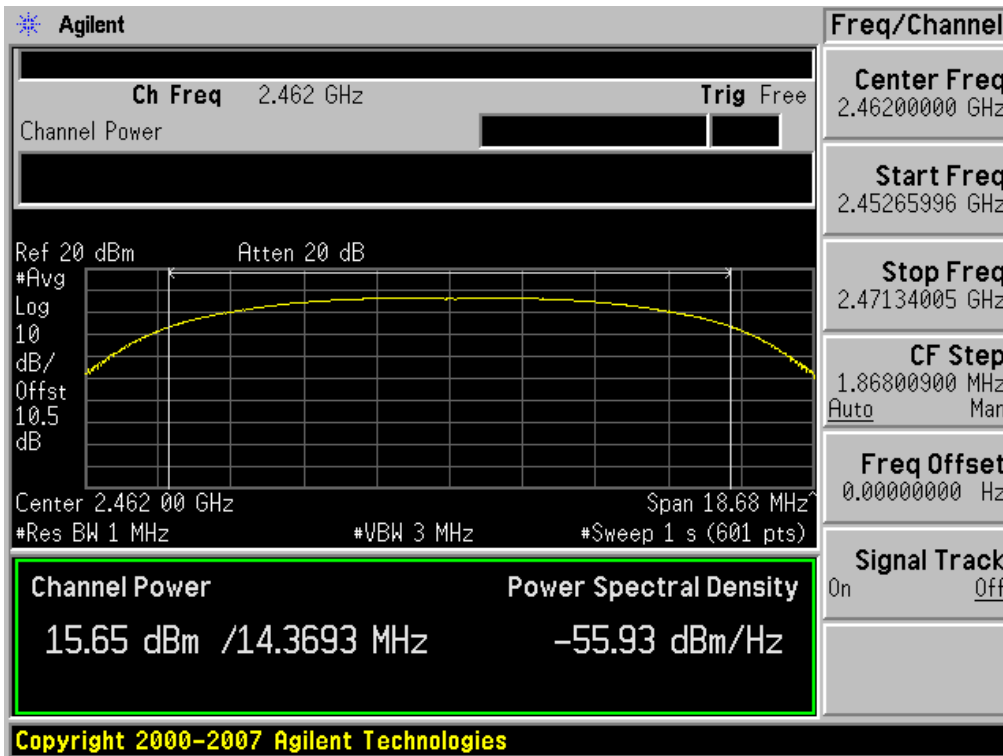 Agilent
Freq/Channel
Ch Freq 2.462 GHz Trig Free
Channel Power
Center Freq
2.46200000 GHz
Start Freq
2.45265996 GHz
Stop Freq
2.47134005 GHz
CF Step
1.86800900 MHz
Auto Man
Freq Offset
0.00000000 Hz
Signal Track
On Off
Ref 20 dBm Atten 20 dB
#Avg
Log
10
dB/
Offst
10.5
dB
Center 2.462 00 GHz Span 18.68 MHz^
#Res BW 1 MHz #VBW 3 MHz #Sweep 1 s (601 pts)
Channel Power Power Spectral Density
15.65 dBm /14.3693 MHz -55.93 dBm/Hz
Copyright 2000-2007 Agilent Technologies